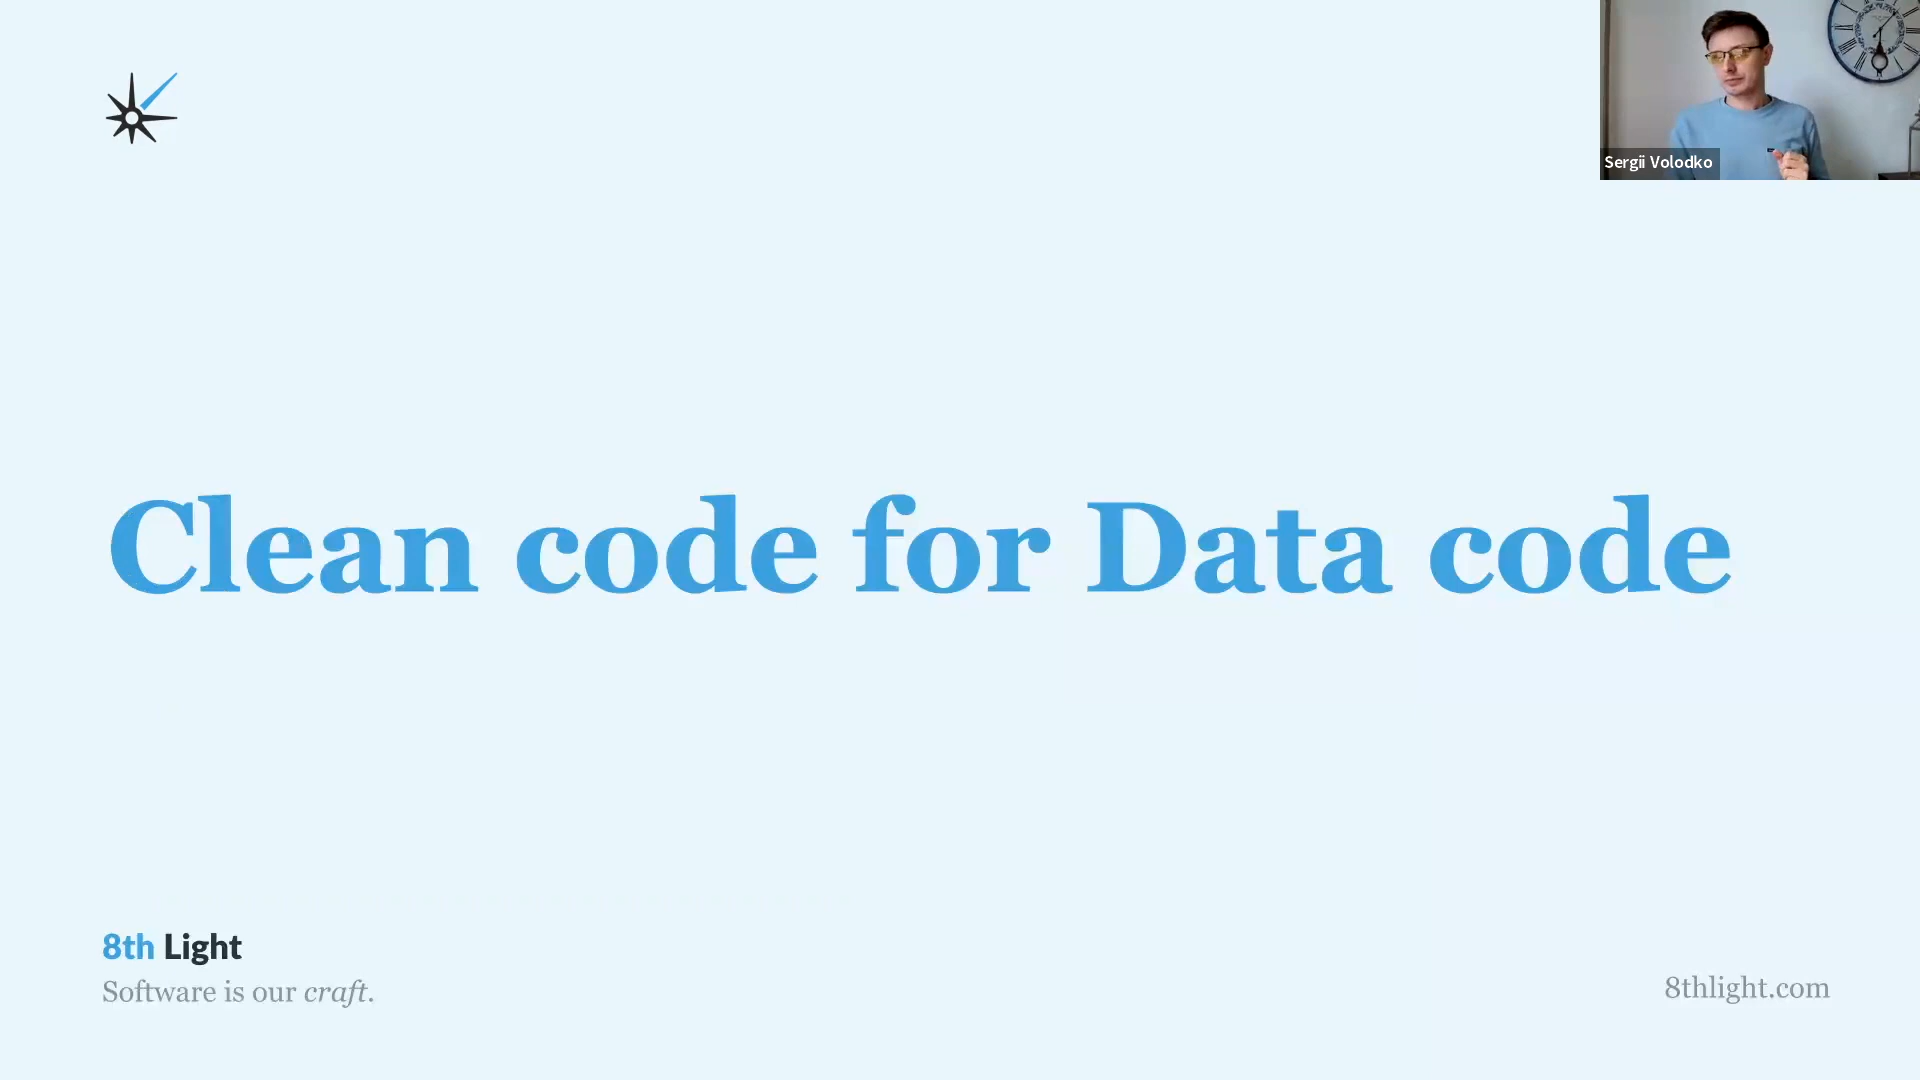 Sergii Volodko
Clean code for Data code
8th Light
Software is our craft.
8thlight.com